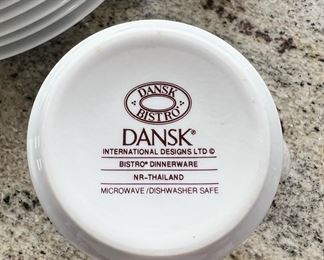 DANSK
BISTRO
DANSK®
INTERNATIONAL DESIGNS LTD ©
BISTRO® DINNERWARE
NR-THAILAND
MICROWAVE/DISHWASHER SAFE